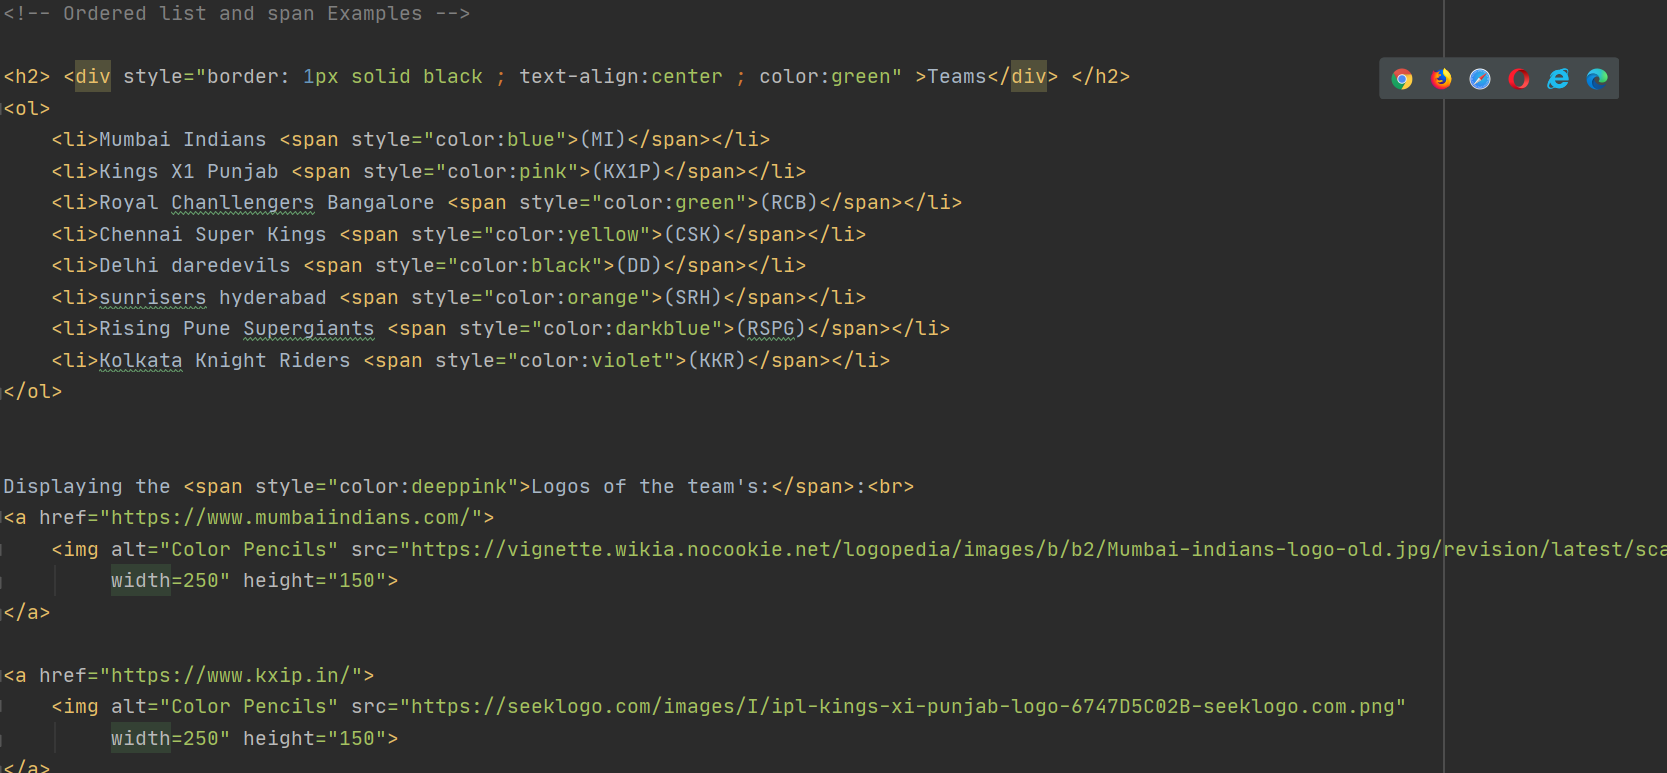 <!-- Ordered list and span Examples -->
<h2> <div style="border: 1px solid black ; text-align:center ; color:green" >Teams</div> </h2>
<ol>
<li>Mumbai Indians <span style="color:blue">(MI)</span></li>
<li>Kings X1 Punjab <span style="color:pink">(KX1P)</span></li>
<li>Royal Chanllengers Bangalore <span style="color:green">(RCB)</span></li>
<li>Chennai Super Kings <span style="color:yellow">(CSK)</span></li>
<li>Delhi daredevils <span style="color:black">(DD)</span></li>
<li>sunrisers hyderabad <span style="color:orange">(SRH)</span></li>
<li>Rising Pune Supergiants <span style="color:darkblue">(RSPG)</span></li>
<li>Kolkata Knight Riders <span style="color:violet">(KKR)</span></li>
</ol>
Displaying the <span style="color:deeppink">Logos of the team's:</span>:<br>
<a href="https://www.mumbaiindians.com/">
<img alt="Color Pencils" src="https://vignette.wikia.nocookie.net/logopedia/images/b/b2/Mumbai-indians-logo-old.jpg/revision/latest/sca
width=250" height="150">
</a>
<a href="https://www.kxip.in/">
<img alt="Color Pencils" src="https://seeklogo.com/images/I/ipl-kings-xi-punjab-logo-6747D5C02B-seeklogo.com.png"
width=250" height="150">
</a>